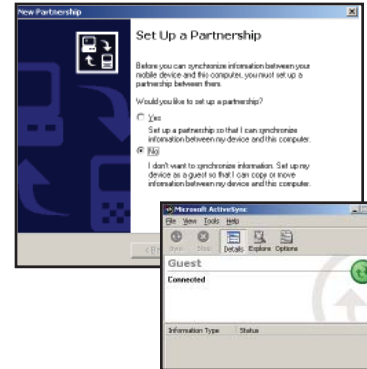 New Partnership
Set Up a Partnership
Before you can synchronize information between your
mobile device and this computer, you must set up a
partnership between them.
Would you like to set up a partnership?
Yes
Set up a partnership so that I can synchronize
information between my device and this computer.
No
I don't want to synchronize information. Set up my
device as a guest so that I can copy or move
information between my device and this computer.
Microsoft ActiveSync
File View Tools Help
Sync Stop Details Explore Options
Guest
Connected
Information Type Status